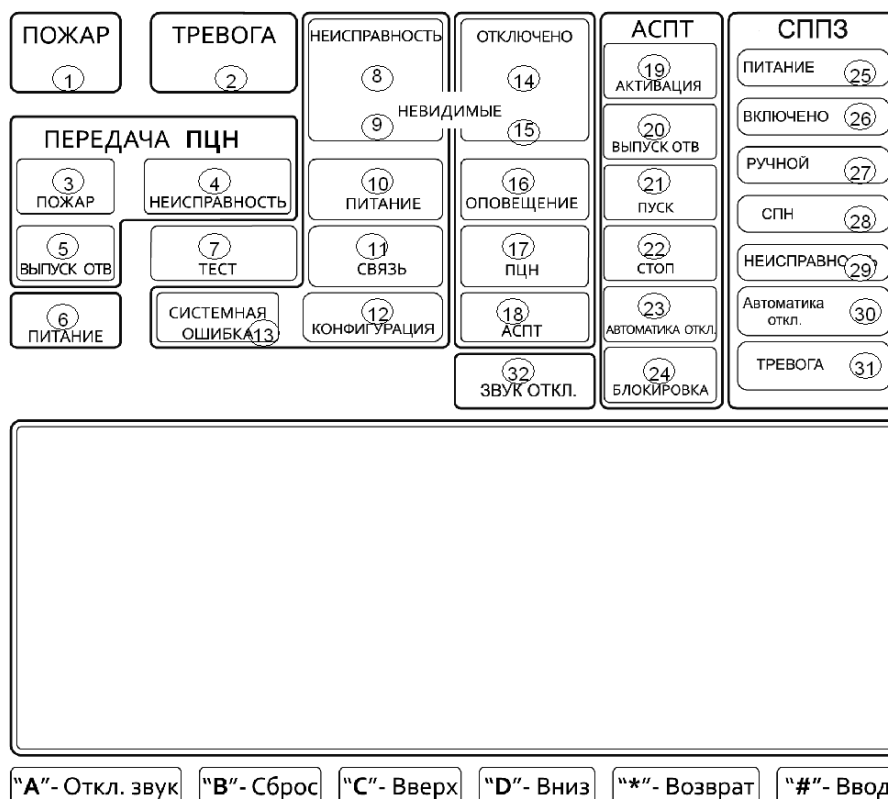 ПОЖАР
1
ТРЕВОГА
2
НЕИСПРАВНОСТЬ
8
9
ОТКЛЮЧЕНО
14
15
НЕВИДИМЫЕ
ПЕРЕДАЧА ПЦН
3
ПОЖАР
4
НЕИСПРАВНОСТЬ
5
ВЫПУСК ОТВ
7
ТЕСТ
6
ПИТАНИЕ
10
ПИТАНИЕ
11
СВЯЗЬ
12
КОНФИГУРАЦИЯ
СИСТЕМНАЯ
ОШИБКА 13
16
ОПОВЕЩЕНИЕ
17
ПЦН
18
АСПТ
32
ЗВУК ОТКЛ.
АСПТ
19
АКТИВАЦИЯ
20
ВЫПУСК ОТВ
21
ПУСК
22
СТОП
23
АВТОМАТИКА ОТКЛ.
24
БЛОКИРОВКА
СППЗ
ПИТАНИЕ 25
ВКЛЮЧЕНО 26
РУЧНОЙ 27
СПН 28
НЕИСПРАВНОСТЬ 29
Автоматика
откл. 30
ТРЕВОГА 31
"A"- Откл. звук
"B"- Сброс
"C"- Вверх
"D"- Вниз
"*"- Возврат
"#"- Ввод